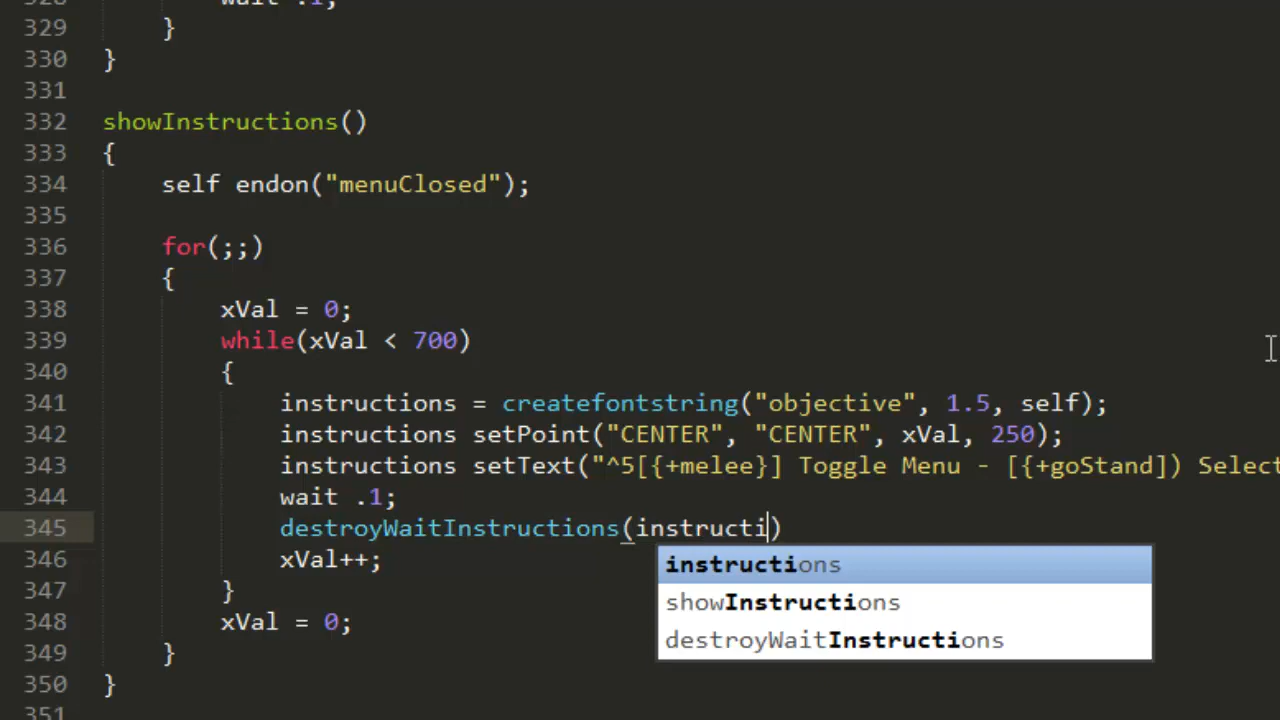 329 }
330 }
331
332 showInstructions()
333 {
334 self endon("menuClosed");
335
336 for(;;)
337 {
338 xVal = 0;
339 while(xVal < 700)
340 {
341 instructions = createfontstring("objective", 1.5, self);
342 instructions setPoint("CENTER", "CENTER", xVal, 250);
343 instructions setText("^5[{+melee}] Toggle Menu - [{+goStand]) Select
344 wait .1;
345 destroyWaitInstructions(instructi)
346 xVal++;
instructions
347 }
showInstructions
348 xVal = 0;
destroyWaitInstructions
349 }
350 }
351